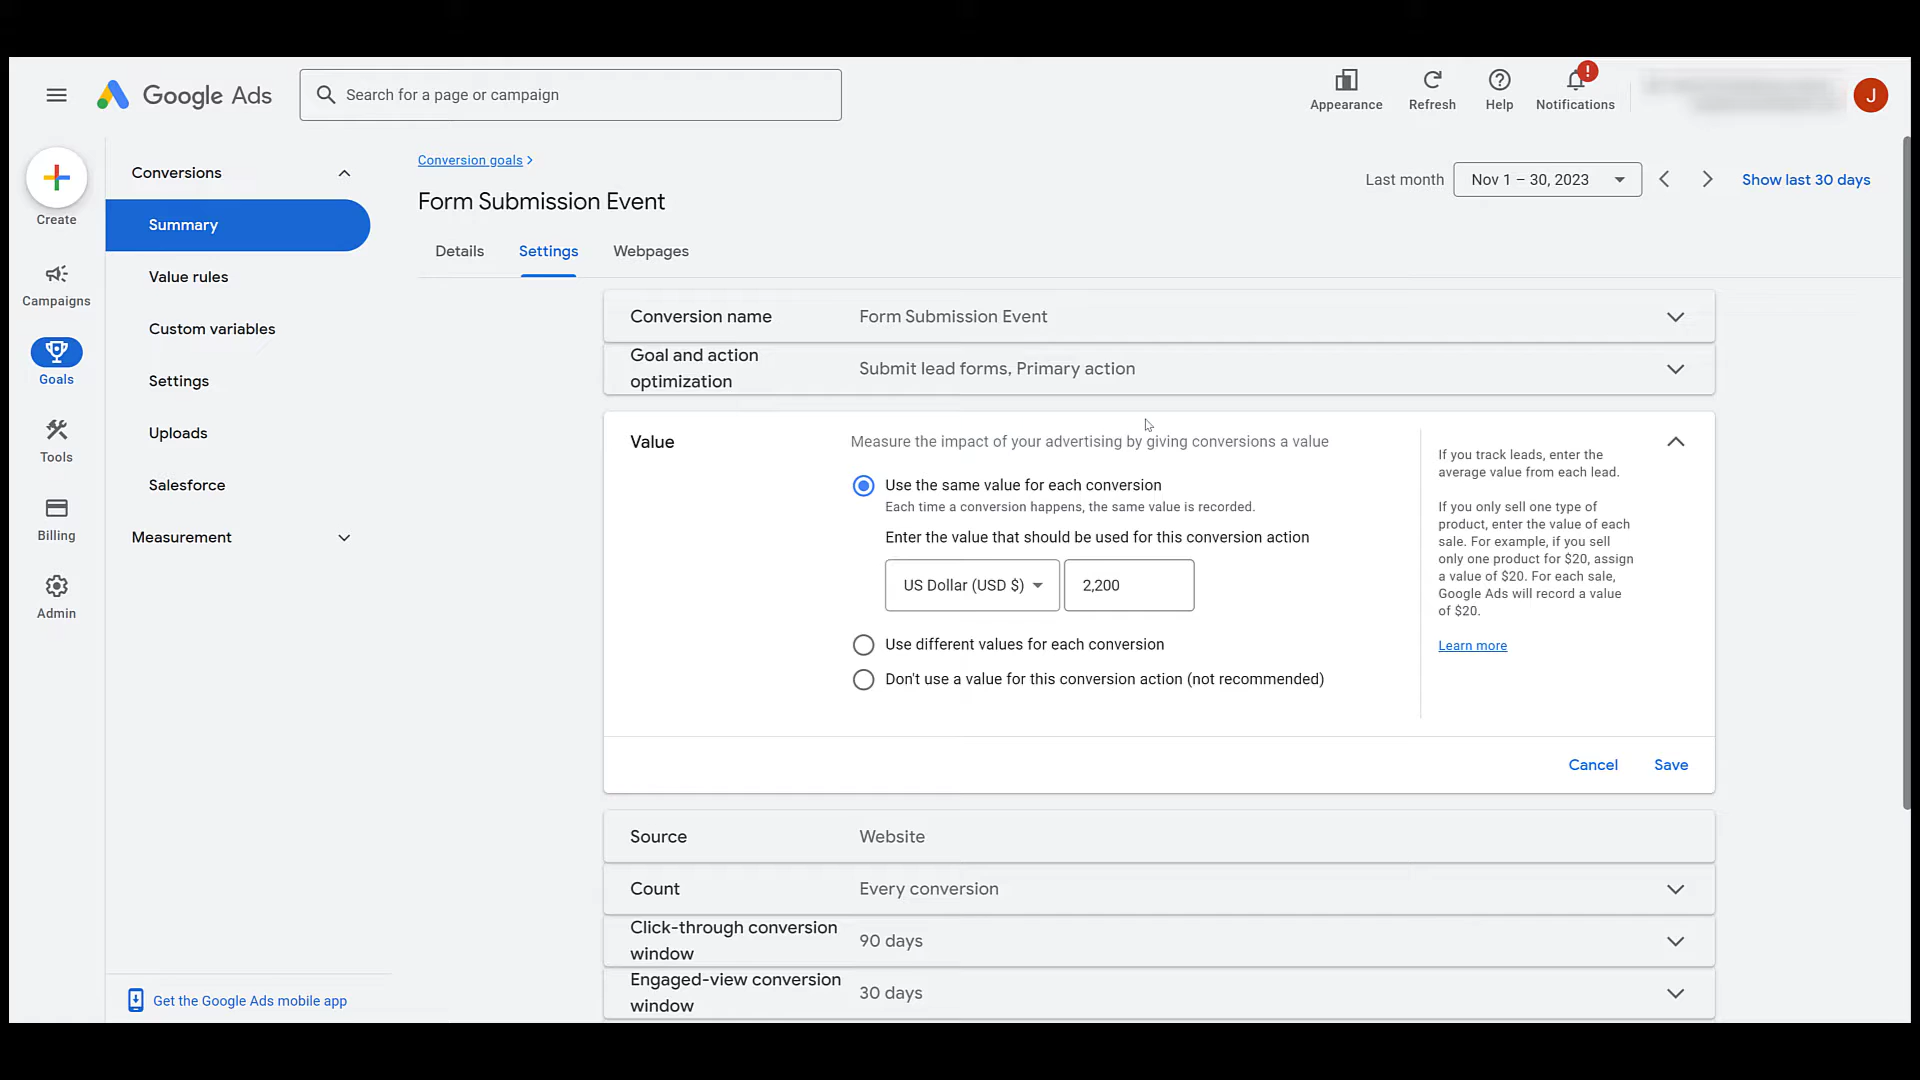 Google Ads
Search for a page or campaign
Appearance
Refresh
Help
!
Notifications
J
Create
Campaigns
Goals
Tools
Billing
Admin
Conversions
Summary
Value rules
Custom variables
Settings
Uploads
Salesforce
Measurement
Get the Google Ads mobile app
Conversion goals
Form Submission Event
Last month
Nov 1 – 30, 2023
Show last 30 days
Details
Settings
Webpages
Conversion name
Form Submission Event
Goal and action
optimization
Submit lead forms, Primary action
Value
Measure the impact of your advertising by giving conversions a value
Use the same value for each conversion
Each time a conversion happens, the same value is recorded.
Enter the value that should be used for this conversion action
US Dollar (USD $)
2,200
Use different values for each conversion
Don't use a value for this conversion action (not recommended)
If you track leads, enter the
average value from each lead.
If you only sell one type of
product, enter the value of each
sale. For example, if you sell
only one product for $20, assign
a value of $20. For each sale,
Google Ads will record a value
of $20.
Learn more
Cancel
Save
Source
Website
Count
Every conversion
Click-through conversion
window
90 days
Engaged-view conversion
window
30 days